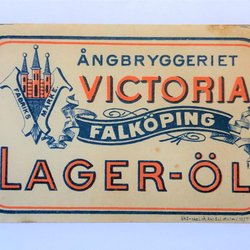 ÅNGBRYGGERIET
FABRIKS MÄRKE
VICTORIA
FALKÖPING
LAGER-ÖL